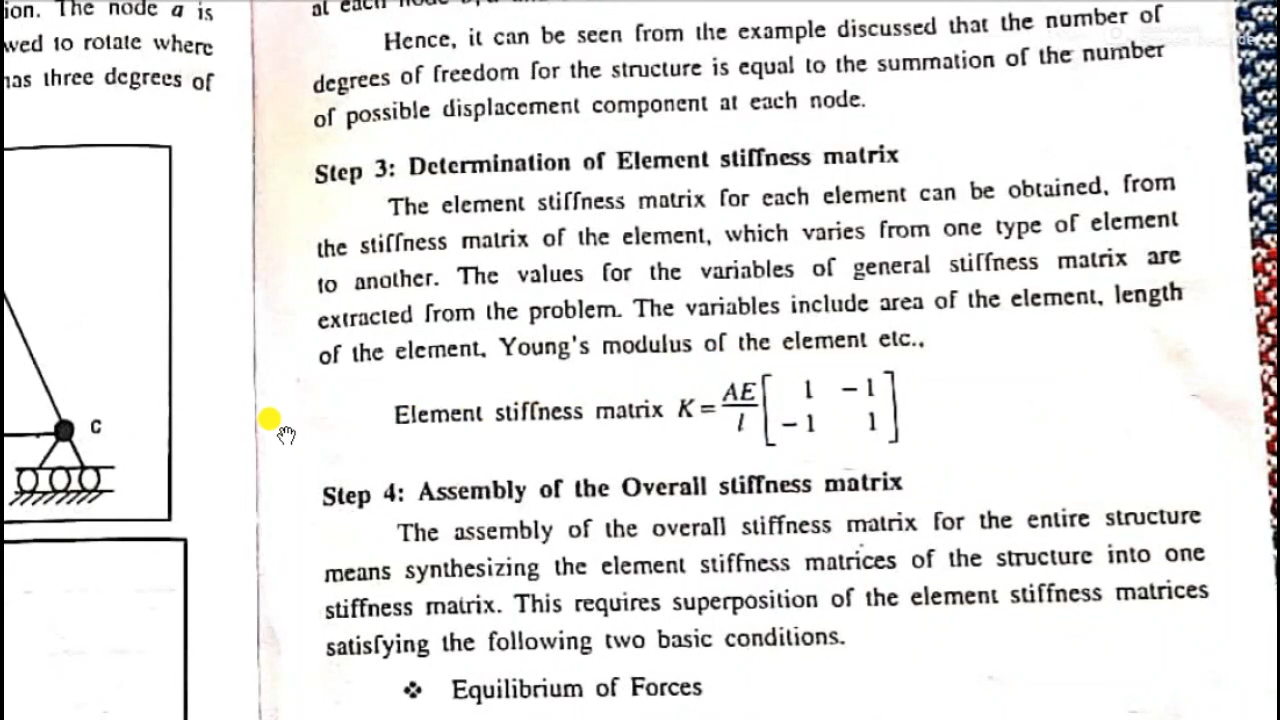 ion. The node a is
wed to rotate where
has three degrees of
C
at each node
Hence, it can be seen from the example discussed that the number of
degrees of freedom for the structure is equal to the summation of the number
of possible displacement component at each node.
Step 3: Determination of Element stiffness matrix
The element stiffness matrix for each element can be obtained, from
the stiffness matrix of the element, which varies from one type of element
to another. The values for the variables of general stiffness matrix are
extracted from the problem. The variables include area of the element, length
of the element, Young's modulus of the element etc.,
Element stiffness matrix K = AE/l [ 1 -1
-1 1 ]
Step 4: Assembly of the Overall stiffness matrix
The assembly of the overall stiffness matrix for the entire structure
means synthesizing the element stiffness matrices of the structure into one
stiffness matrix. This requires superposition of the element stiffness matrices
satisfying the following two basic conditions.
❖ Equilibrium of Forces